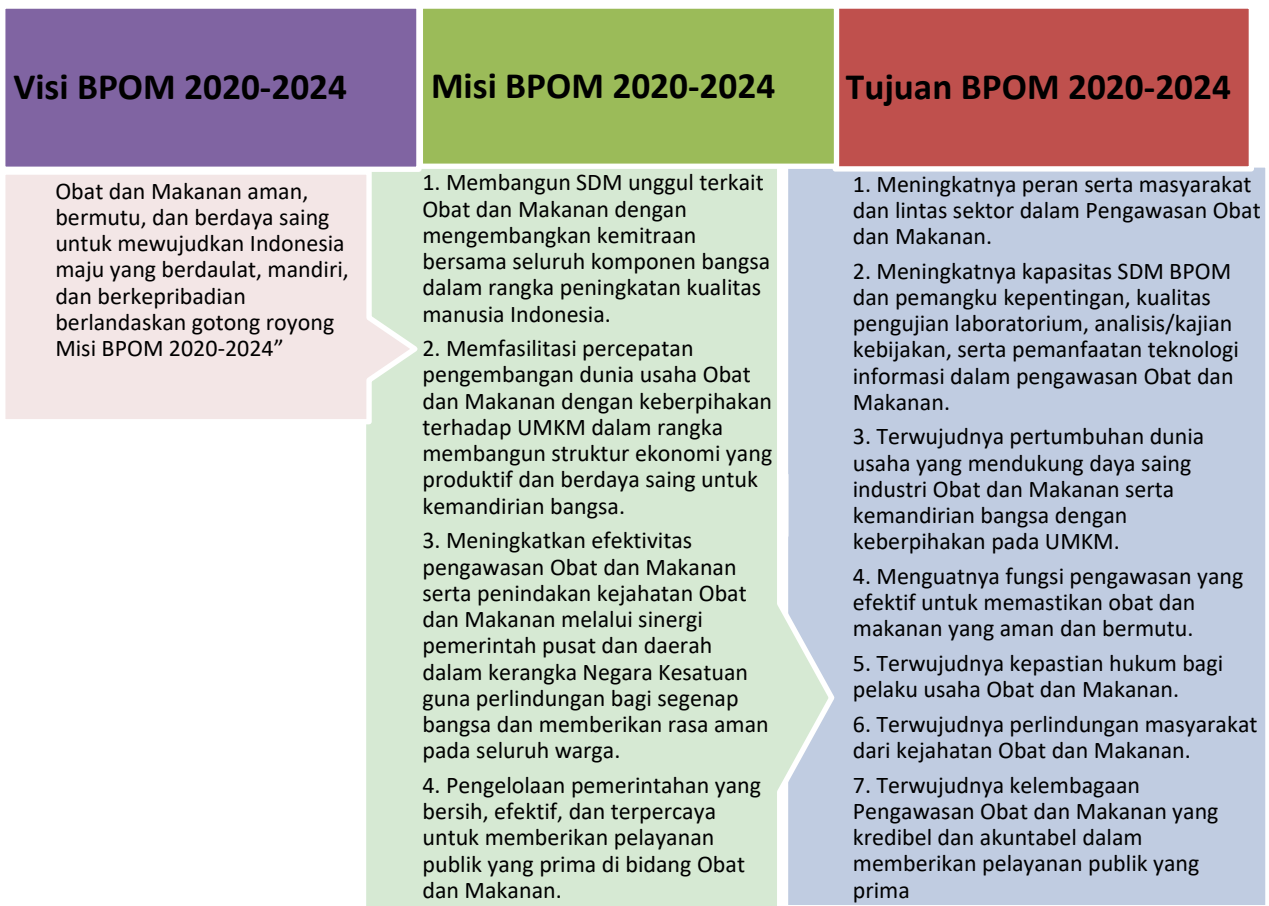 Visi BPOM 2020-2024
Obat dan Makanan aman,
bermutu, dan berdaya saing
untuk mewujudkan Indonesia
maju yang berdaulat, mandiri,
dan berkepribadian
berlandaskan gotong royong
Misi BPOM 2020-2024”
Misi BPOM 2020-2024
1. Membangun SDM unggul terkait
Obat dan Makanan dengan
mengembangkan kemitraan
bersama seluruh komponen bangsa
dalam rangka peningkatan kualitas
manusia Indonesia.
2. Memfasilitasi percepatan
pengembangan dunia usaha Obat
dan Makanan dengan keberpihakan
terhadap UMKM dalam rangka
membangun struktur ekonomi yang
produktif dan berdaya saing untuk
kemandirian bangsa.
3. Meningkatkan efektivitas
pengawasan Obat dan Makanan
serta penindakan kejahatan Obat
dan Makanan melalui sinergi
pemerintah pusat dan daerah
dalam kerangka Negara Kesatuan
guna perlindungan bagi segenap
bangsa dan memberikan rasa aman
pada seluruh warga.
4. Pengelolaan pemerintahan yang
bersih, efektif, dan terpercaya
untuk memberikan pelayanan
publik yang prima di bidang Obat
dan Makanan.
Tujuan BPOM 2020-2024
1. Meningkatnya peran serta masyarakat
dan lintas sektor dalam Pengawasan Obat
dan Makanan.
2. Meningkatnya kapasitas SDM BPOM
dan pemangku kepentingan, kualitas
pengujian laboratorium, analisis/kajian
kebijakan, serta pemanfaatan teknologi
informasi dalam pengawasan Obat dan
Makanan.
3. Terwujudnya pertumbuhan dunia
usaha yang mendukung daya saing
industri Obat dan Makanan serta
kemandirian bangsa dengan
keberpihakan pada UMKM.
4. Menguatnya fungsi pengawasan yang
efektif untuk memastikan obat dan
makanan yang aman dan bermutu.
5. Terwujudnya kepastian hukum bagi
pelaku usaha Obat dan Makanan.
6. Terwujudnya perlindungan masyarakat
dari kejahatan Obat dan Makanan.
7. Terwujudnya kelembagaan
Pengawasan Obat dan Makanan yang
kredibel dan akuntabel dalam
memberikan pelayanan publik yang
prima